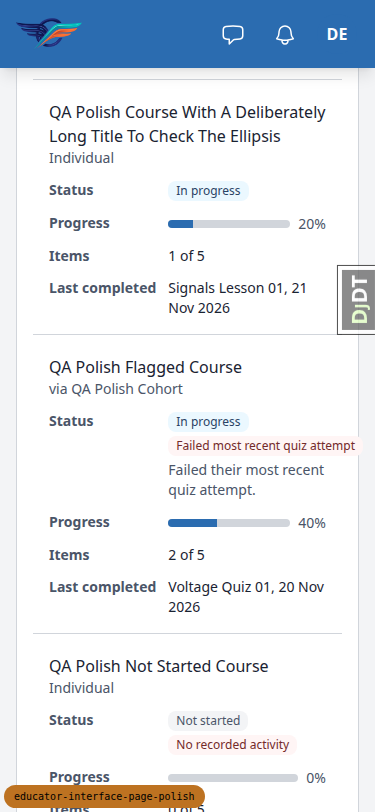 DE
QA Polish Course With A Deliberately
Long Title To Check The Ellipsis
Individual
Status In progress
Progress 20%
Items 1 of 5
Last completed Signals Lesson 01, 21
Nov 2026
DJDT
QA Polish Flagged Course
via QA Polish Cohort
Status In progress
Failed most recent quiz attempt
Failed their most recent
quiz attempt.
Progress 40%
Items 2 of 5
Last completed Voltage Quiz 01, 20 Nov
2026
QA Polish Not Started Course
Individual
Status Not started
No recorded activity
Progress 0%
educator-interface-page-polish